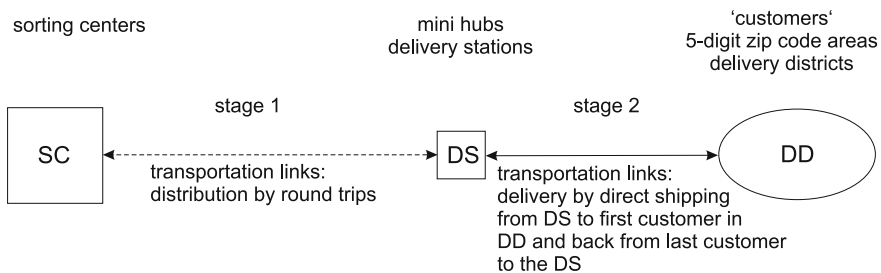 sorting centers
mini hubs
delivery stations
‘customers‘
5-digit zip code areas
delivery districts
stage 1
stage 2
SC
DS
DD
transportation links:
distribution by round trips
transportation links:
delivery by direct shipping
from DS to first customer in
DD and back from last customer
to the DS